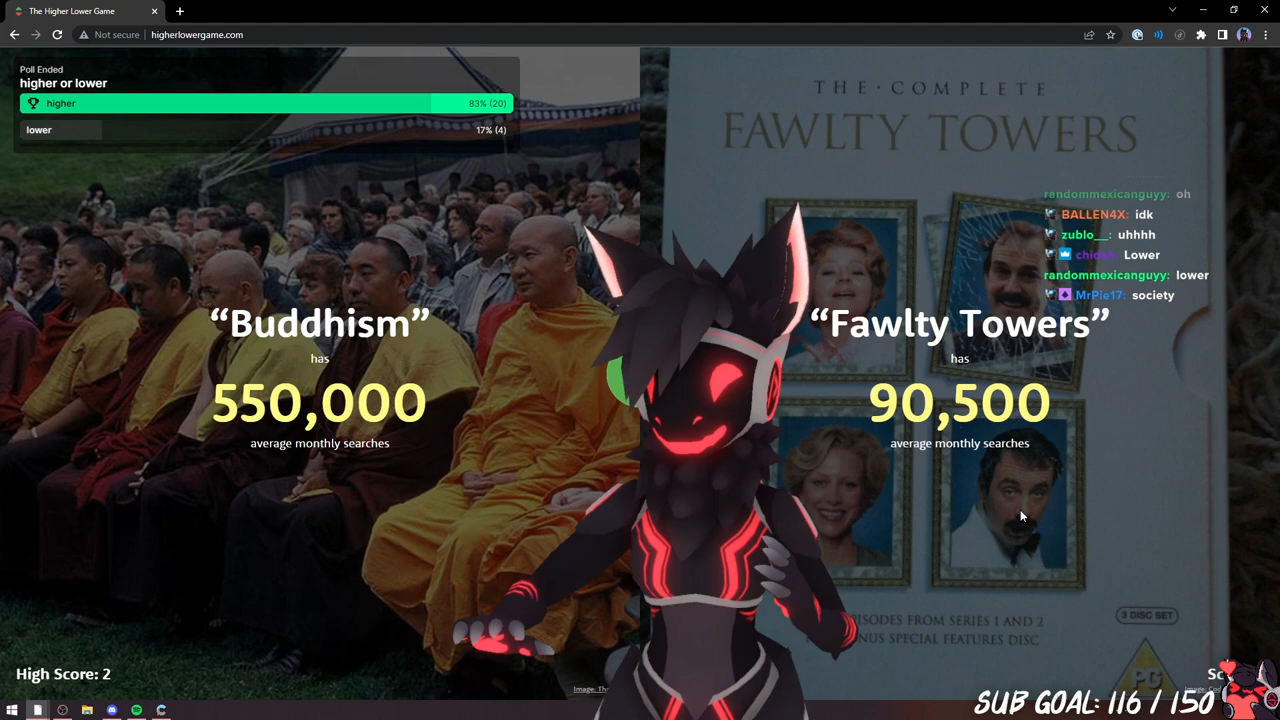 The Higher Lower Game
Not secure
higherlowergame.com
Poll Ended
higher or lower
higher
83% (20)
lower
17% (4)
THE·COMPLETE
FAWLTY TOWERS
randommexicanguyy: oh
BALLEN4X: idk
zublo__: uhhhh
Lower
randommexicanguyy: lower
MrPie17: society
“Buddhism”
has
550,000
average monthly searches
“Fawlty Towers”
has
90,500
average monthly searches
EPISODES FROM SERIES 1 AND 2
BONUS SPECIAL FEATURES DISC
3 DISC SET
PG
High Score: 2
SUB GOAL: 116 / 150